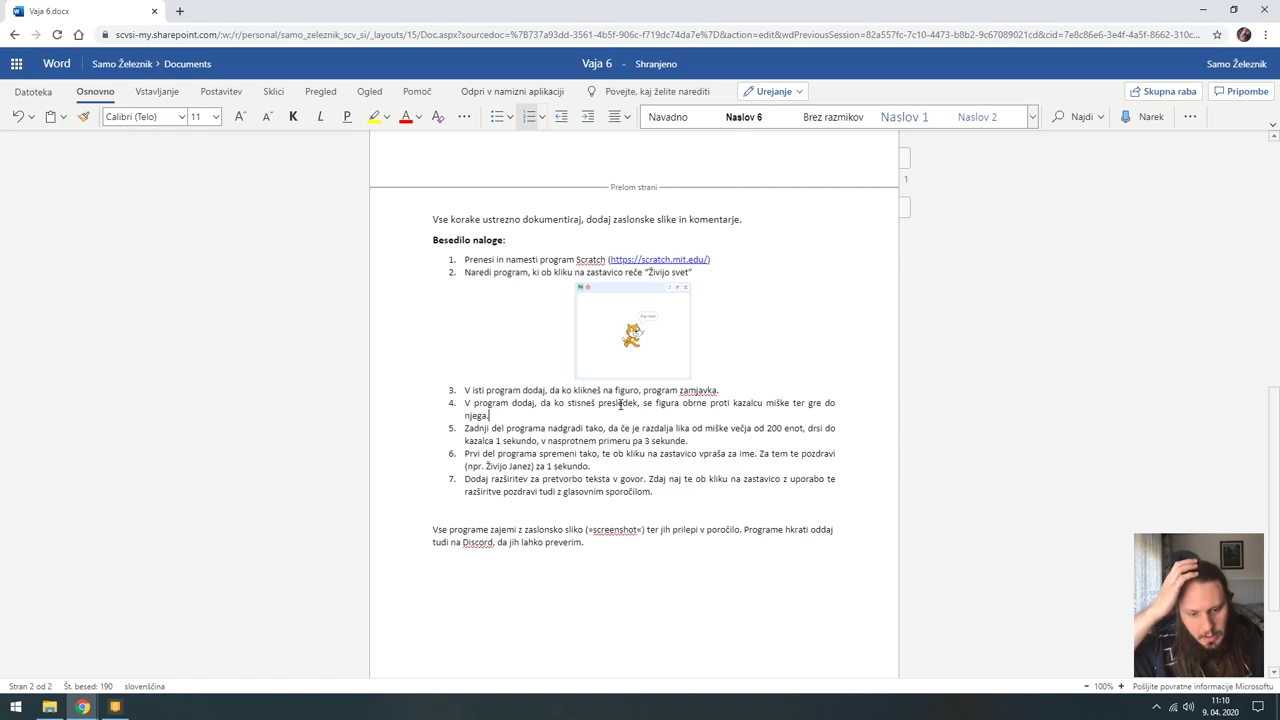 Vaja 6.docx
scvsi-my.sharepoint.com/:w:/r/personal/samo_zeleznik_scv_si/_layouts/15/Doc.aspx?sourcedoc=%7B737a93dd-3561-4b5f-906c-f719dc74da7e%7D&action=edit&wdPreviousSession=82a557fc-7c10-4473-b8b2-9c67089021cd&cid=7e8c86e6-3e4f-4a5f-8662-310c...
Word Samo Železnik > Documents Vaja 6 - Shranjeno Samo Železnik
Datoteka Osnovno Vstavljanje Postavitev Sklici Pregled Ogled Pomoč Odpri v namizni aplikaciji Povejte, kaj želite narediti Urejanje Skupna raba Pripombe
Calibri (Telo) 11 K L P Navadno Naslov 6 Brez razmikov Naslov 1 Naslov 2 Najdi Narek
Prelom strani
1
Vse korake ustrezno dokumentiraj, dodaj zaslonske slike in komentarje.
Besedilo naloge:
1. Prenesi in namesti program Scratch (https://scratch.mit.edu/)
2. Naredi program, ki ob kliku na zastavico reče “Živijo svet”
3. V isti program dodaj, da ko klikneš na figuro, program zamjavka.
4. V program dodaj, da ko stisneš presledek, se figura obrne proti kazalcu miške ter gre do
njega.
5. Zadnji del programa nadgradi tako, da če je razdalja lika od miške večja od 200 enot, drsi do
kazalca 1 sekundo, v nasprotnem primeru pa 3 sekunde.
6. Prvi del programa spremeni tako, te ob kliku na zastavico vpraša za ime. Za tem te pozdravi
(npr. Živijo Janez) za 1 sekundo.
7. Dodaj razširitev za pretvorbo teksta v govor. Zdaj naj te ob kliku na zastavico z uporabo te
razširitve pozdravi tudi z glasovnim sporočilom.
Vse programe zajemi z zaslonsko sliko (»screenshot«) ter jih prilepi v poročilo. Programe hkrati oddaj
tudi na Discord, da jih lahko preverim.
Stran 2 od 2 Št. besed: 190 slovenščina 100% Pošljite povratne informacije Microsoftu
11:10
9. 04. 2020